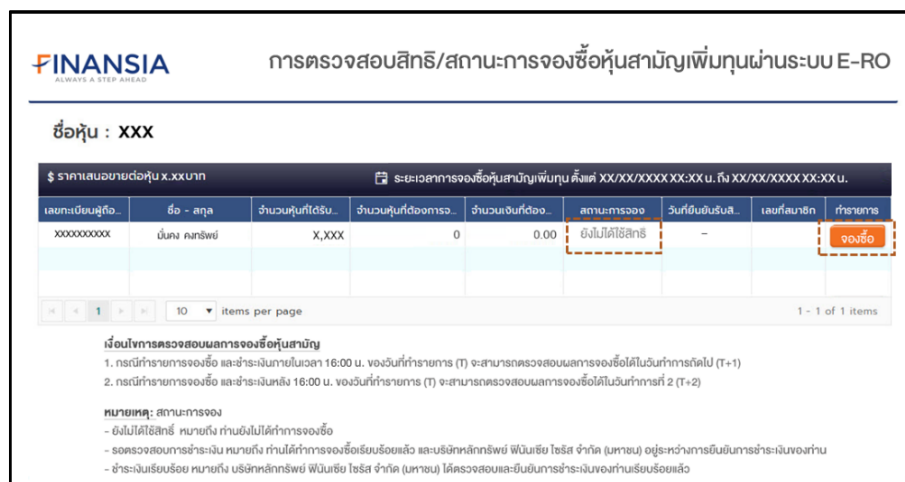 FINANSIA
ALWAYS A STEP AHEAD
การตรวจสอบสิทธิ/สถานะการจองซื้อหุ้นสามัญเพิ่มทุนผ่านระบบ E-RO
ชื่อหุ้น : XXX
$ ราคาเสนอขายต่อหุ้น x.xx บาท ระยะเวลาการจองซื้อหุ้นสามัญเพิ่มทุน ตั้งแต่ XX/XX/XXXX XX:XX น. ถึง XX/XX/XXXX XX:XX น.
เลขทะเบียนผู้ถือ... ชื่อ - สกุล จำนวนหุ้นที่ได้รับ... จำนวนหุ้นที่ต้องการจ... จำนวนเงินที่ต้อง... สถานะการจอง วันที่ยืนยันรับสิ... เลขที่สมาชิก ทำรายการ
XXXXXXXXXX มั่นคง คงทรัพย์ X,XXX 0 0.00 ยังไม่ได้ใช้สิทธิ - จองซื้อ
1 10 items per page 1 - 1 of 1 items
เงื่อนไขการตรวจสอบผลการจองซื้อหุ้นสามัญ
1. กรณีทำรายการจองซื้อ และชำระเงินภายในเวลา 16:00 น. ของวันที่ทำรายการ (T) จะสามารถตรวจสอบผลการจองซื้อได้ในวันทำการถัดไป (T+1)
2. กรณีทำรายการจองซื้อ และชำระเงินหลัง 16:00 น. ของวันที่ทำรายการ (T) จะสามารถตรวจสอบผลการจองซื้อได้ในวันทำการที่ 2 (T+2)
หมายเหตุ: สถานะการจอง
- ยังไม่ได้ใช้สิทธิ์ หมายถึง ท่านยังไม่ได้ทำการจองซื้อ
- รอตรวจสอบการชำระเงิน หมายถึง ท่านได้ทำการจองซื้อเรียบร้อยแล้ว และบริษัทหลักทรัพย์ ฟินันเซีย ไซรัส จำกัด (มหาชน) อยู่ระหว่างการยืนยันการชำระเงินของท่าน
- ชำระเงินเรียบร้อย หมายถึง บริษัทหลักทรัพย์ ฟินันเซีย ไซรัส จำกัด (มหาชน) ได้ตรวจสอบและยืนยันการชำระเงินของท่านเรียบร้อยแล้ว